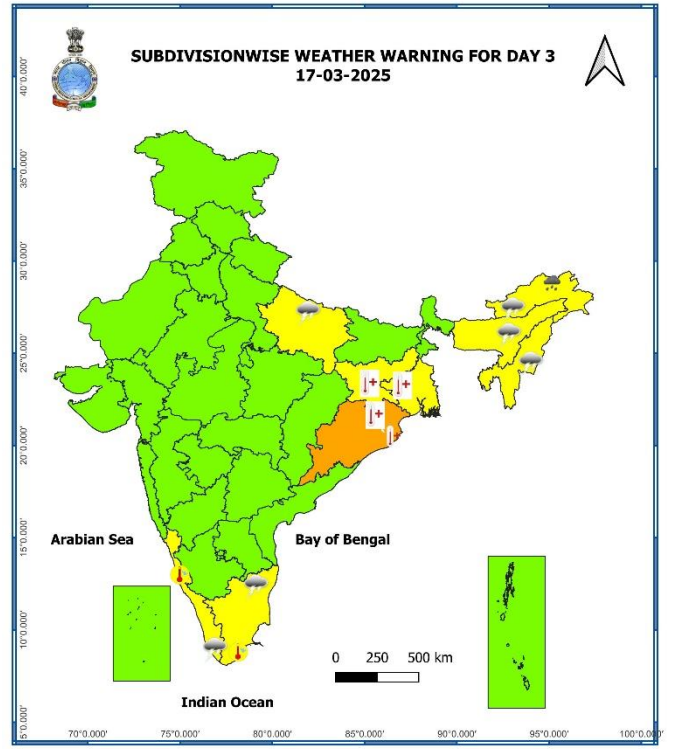 SUBDIVISIONWISE WEATHER WARNING FOR DAY 3
17-03-2025
40°0.000'
35°0.000'
30°0.000'
25°0.000'
20°0.000'
15°0.000'
10°0.000'
5°0.000'
Arabian Sea
Bay of Bengal
0 250 500 km
Indian Ocean
70°0.000' 75°0.000' 80°0.000' 85°0.000' 90°0.000' 95°0.000' 100°0.000'